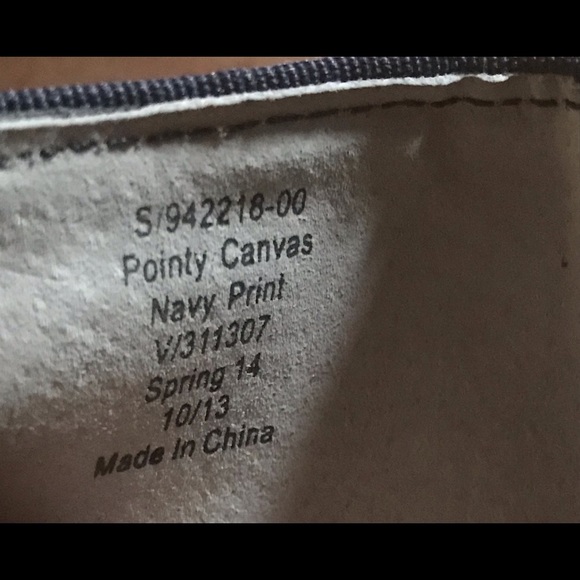 S/942218-00
Pointy Canvas
Navy Print
V/311307
Spring 14
10/13
Made In China